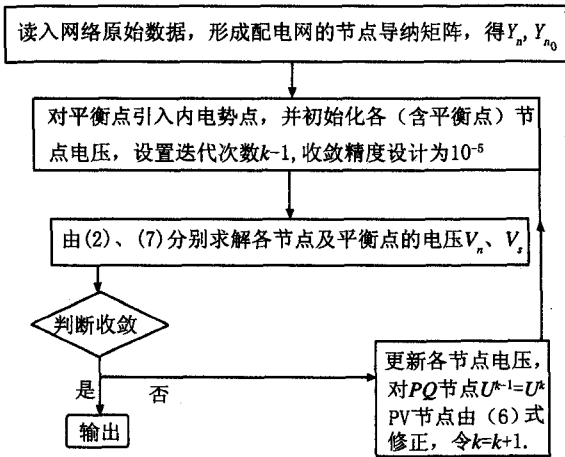 读入网络原始数据，形成配电网的节点导纳矩阵，得Yn, Yn0
对平衡点引入内电势点，并初始化各（含平衡点）节
点电压，设置迭代次数k-1,收敛精度设计为10⁻⁵
由(2)、(7)分别求解各节点及平衡点的电压Vn、Vs
判断收敛
是
否
输出
更新各节点电压，
对PQ节点Uᵏ⁻¹=Uᵏ
PV节点由（6）式
修正，令k=k+1.